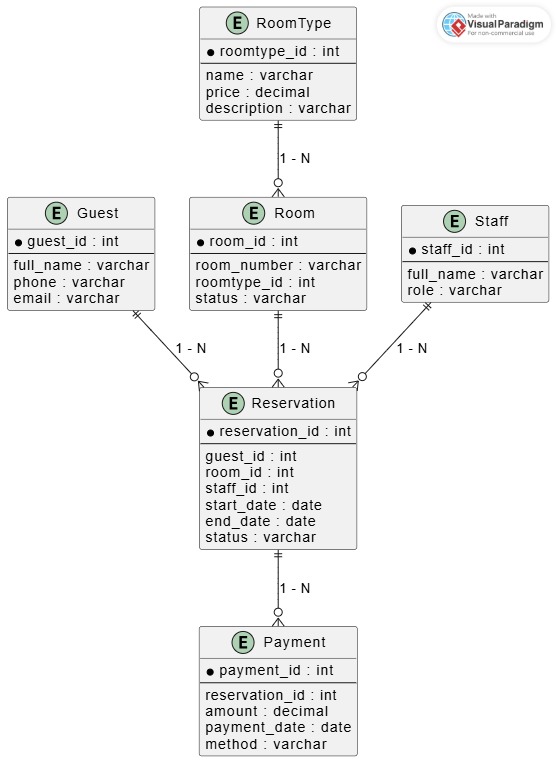 E RoomType
roomtype_id : int
name : varchar
price : decimal
description : varchar
Made with
VisualParadigm
For non-commercial use
1 - N
E Guest
guest_id : int
full_name : varchar
phone : varchar
email : varchar
E Room
room_id : int
room_number : varchar
roomtype_id : int
status : varchar
E Staff
staff_id : int
full_name : varchar
role : varchar
1 - N
1 - N
1 - N
E Reservation
reservation_id : int
guest_id : int
room_id : int
staff_id : int
start_date : date
end_date : date
status : varchar
1 - N
E Payment
payment_id : int
reservation_id : int
amount : decimal
payment_date : date
method : varchar